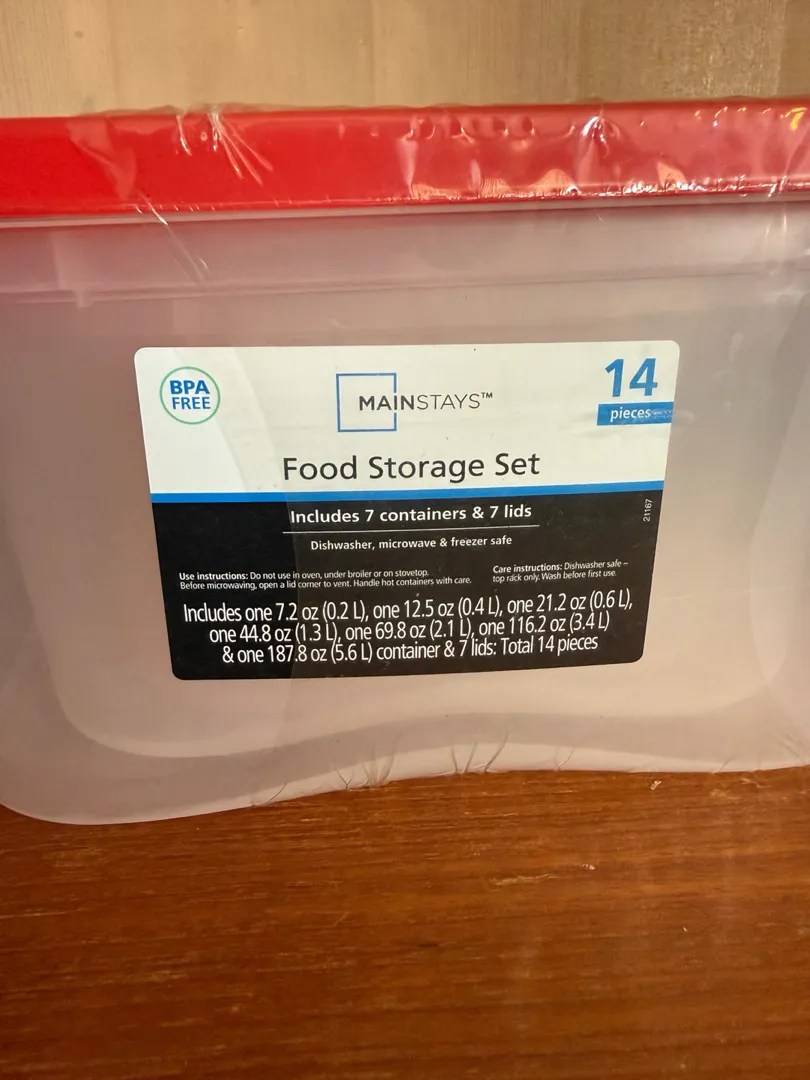 BPA
FREE
MAINSTAYS™
14
pieces
Food Storage Set
Includes 7 containers & 7 lids
Dishwasher, microwave & freezer safe
21167
Use instructions: Do not use in oven, under broiler or on stovetop.
Before microwaving, open a lid corner to vent. Handle hot containers with care.
Care instructions: Dishwasher safe –
top rack only. Wash before first use.
Includes one 7.2 oz (0.2 L), one 12.5 oz (0.4 L), one 21.2 oz (0.6 L),
one 44.8 oz (1.3 L), one 69.8 oz (2.1 L), one 116.2 oz (3.4 L)
& one 187.8 oz (5.6 L) container & 7 lids: Total 14 pieces